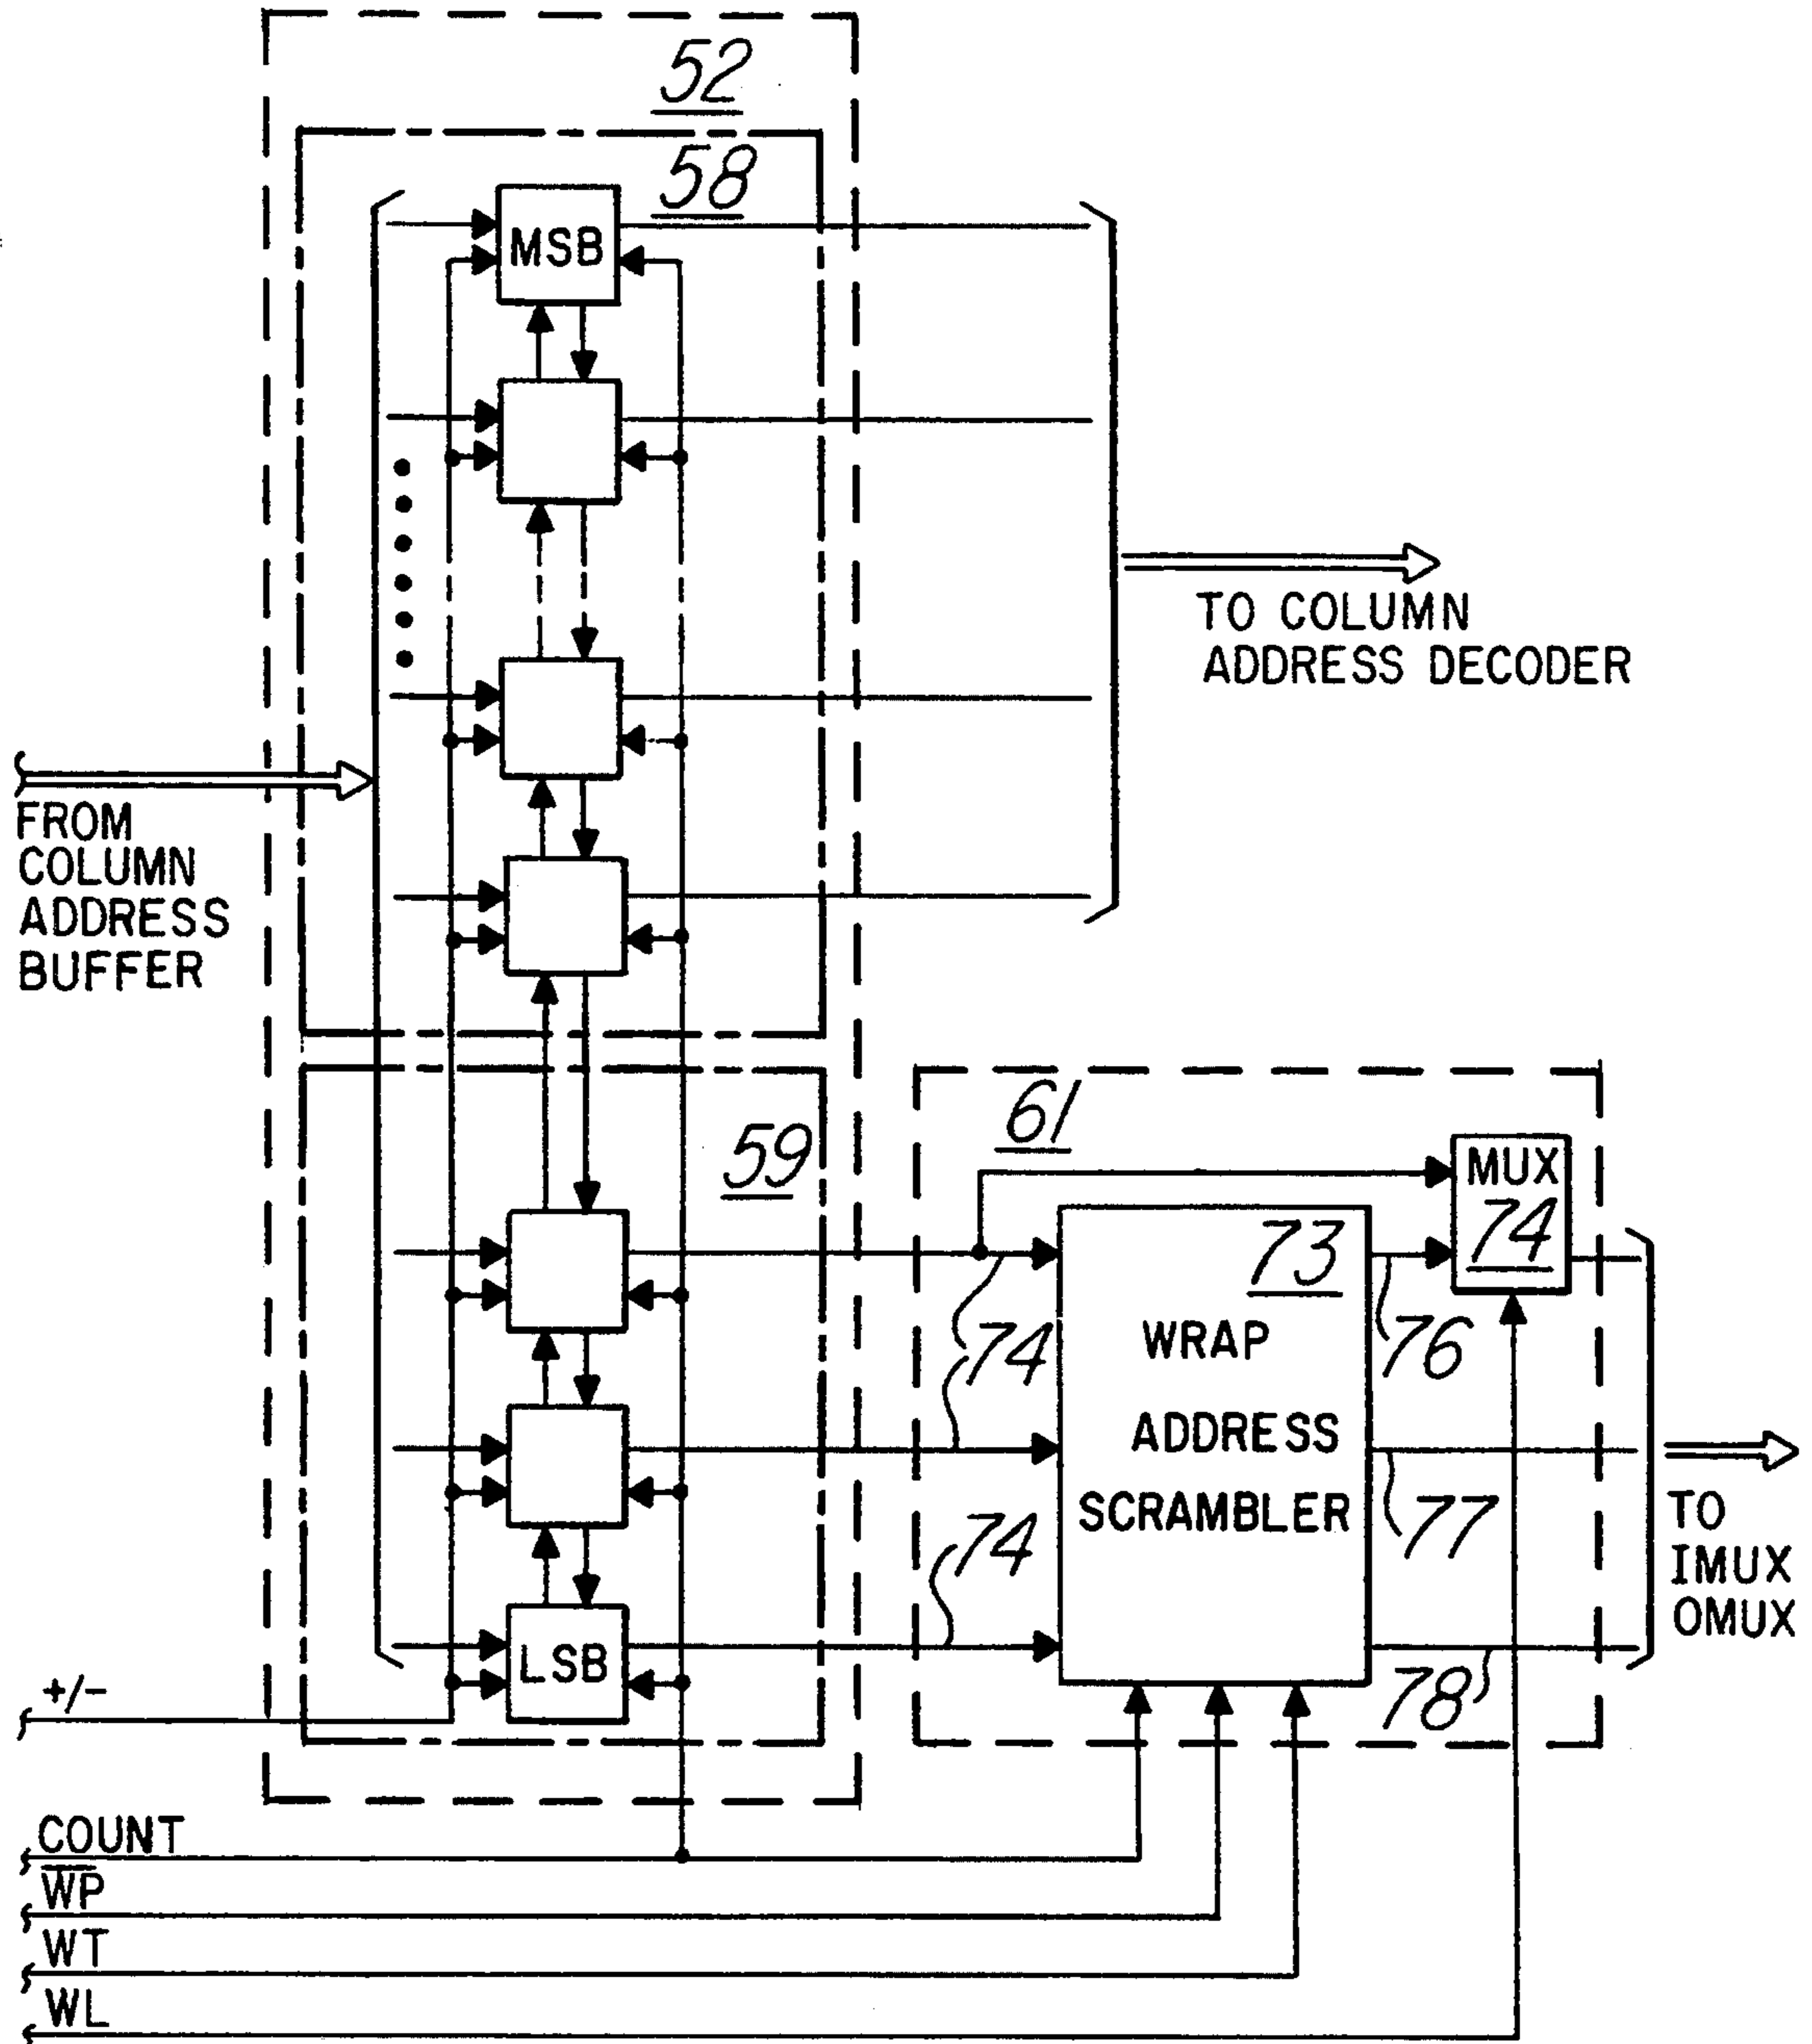 52
58
MSB
TO COLUMN
ADDRESS DECODER
FROM
COLUMN
ADDRESS
BUFFER
59
61
MUX
74
73
WRAP
ADDRESS
SCRAMBLER
74
76
74
77
78
TO
IMUX
OMUX
LSB
+/-
COUNT
W̅P̅
WT
WL